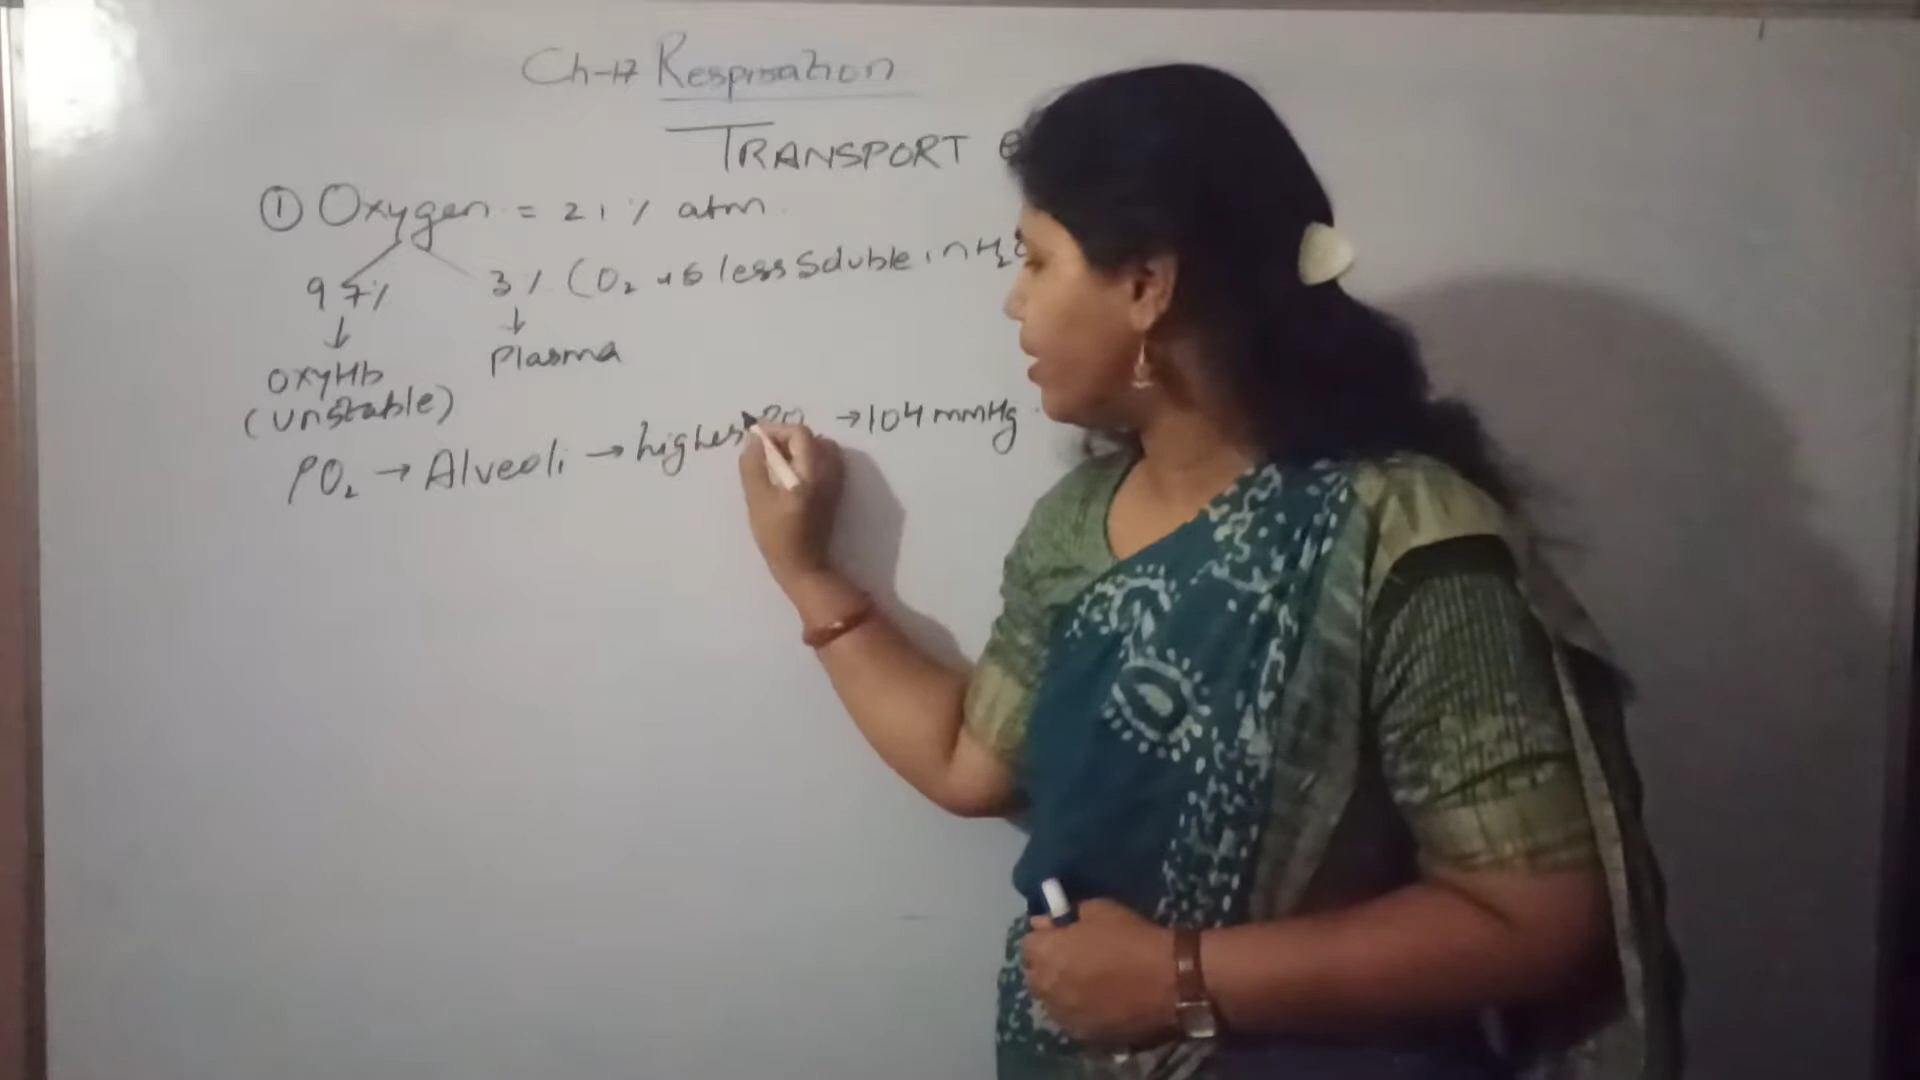 Ch-17 Respiration
TRANSPORT
① Oxygen = 21 % atm.
97% 3% (O₂ is less soluble in H₂O
↓ ↓
OxyHb Plasma
(unstable)
PO₂ → Alveoli → highest PO₂ → 104 mmHg.